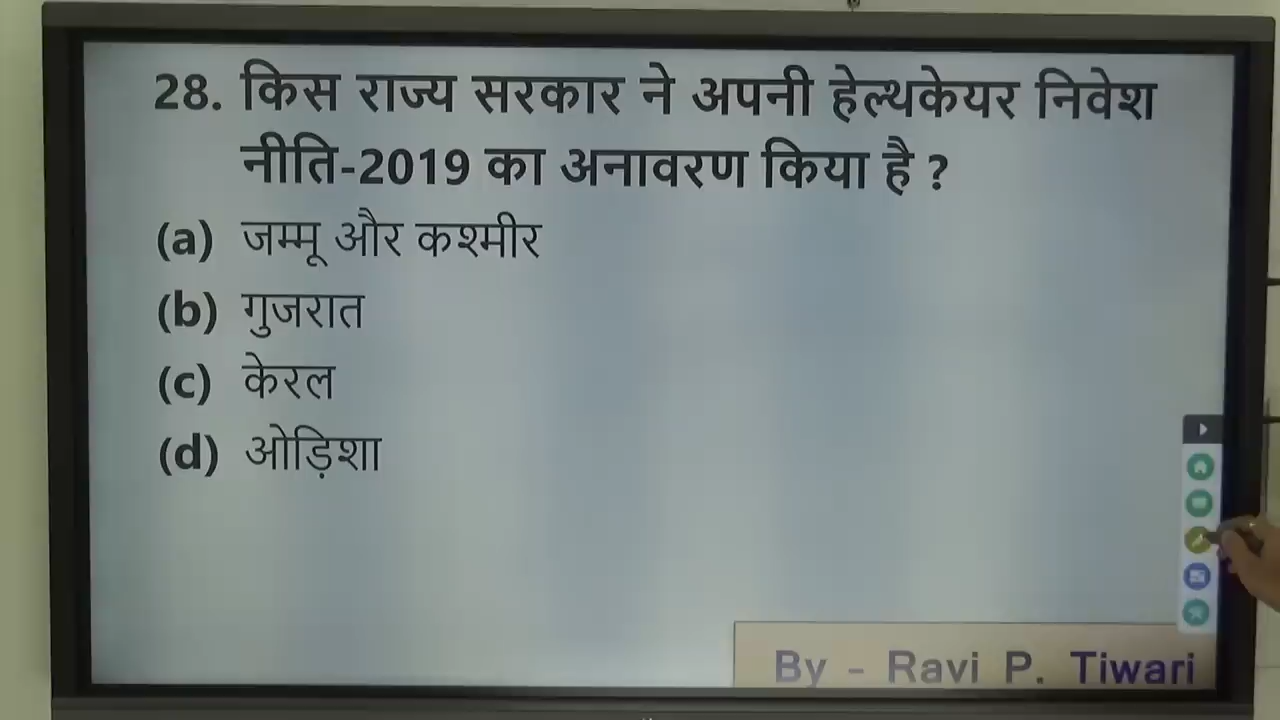 28. किस राज्य सरकार ने अपनी हेल्थकेयर निवेश
नीति-2019 का अनावरण किया है ?
(a) जम्मू और कश्मीर
(b) गुजरात
(c) केरल
(d) ओड़िशा
By - Ravi P. Tiwari